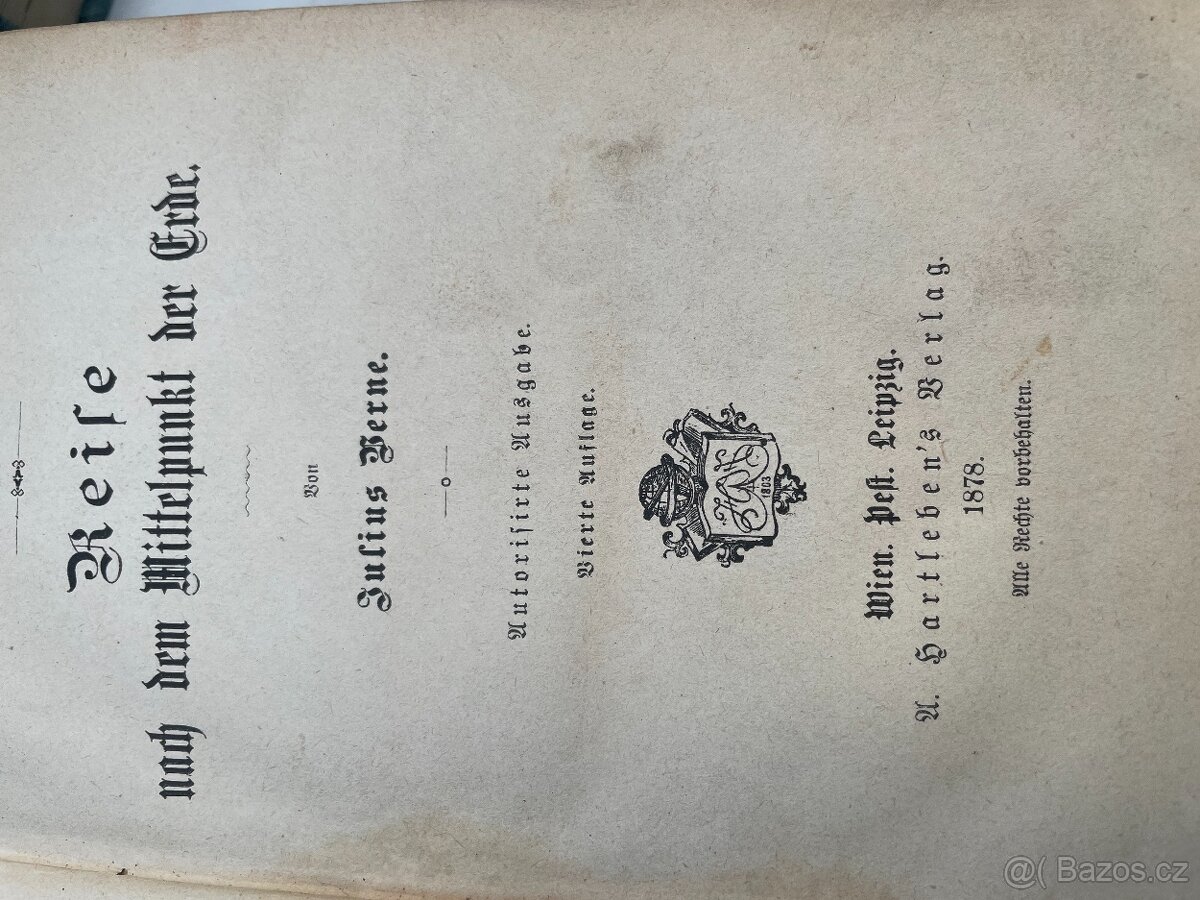 Reise
nach dem Mittelpunkt der Erde.
Von
Julius Verne.
Autorisirte Ausgabe.
Vierte Auflage.
1803
Wien. Pest. Leipzig.
A. Hartleben's Verlag.
1878.
Alle Rechte vorbehalten.
@( Bazos.cz